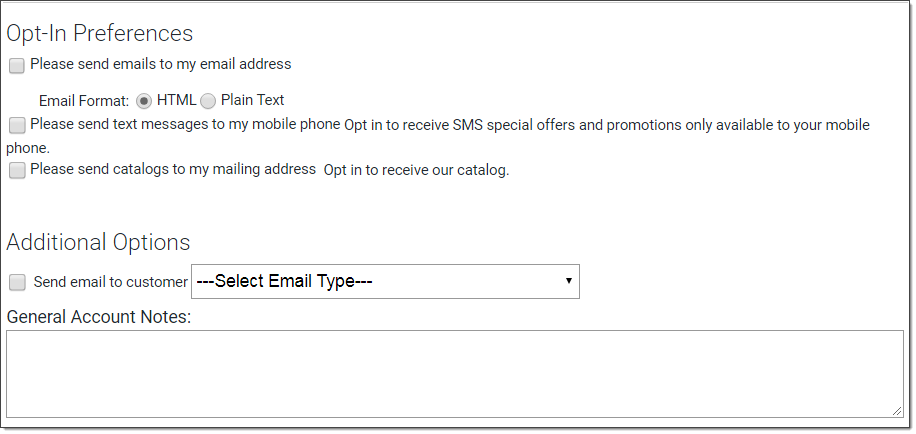 Opt-In Preferences
Please send emails to my email address
Email Format: HTML Plain Text
Please send text messages to my mobile phone Opt in to receive SMS special offers and promotions only available to your mobile
phone.
Please send catalogs to my mailing address Opt in to receive our catalog.
Additional Options
Send email to customer ---Select Email Type---
General Account Notes: